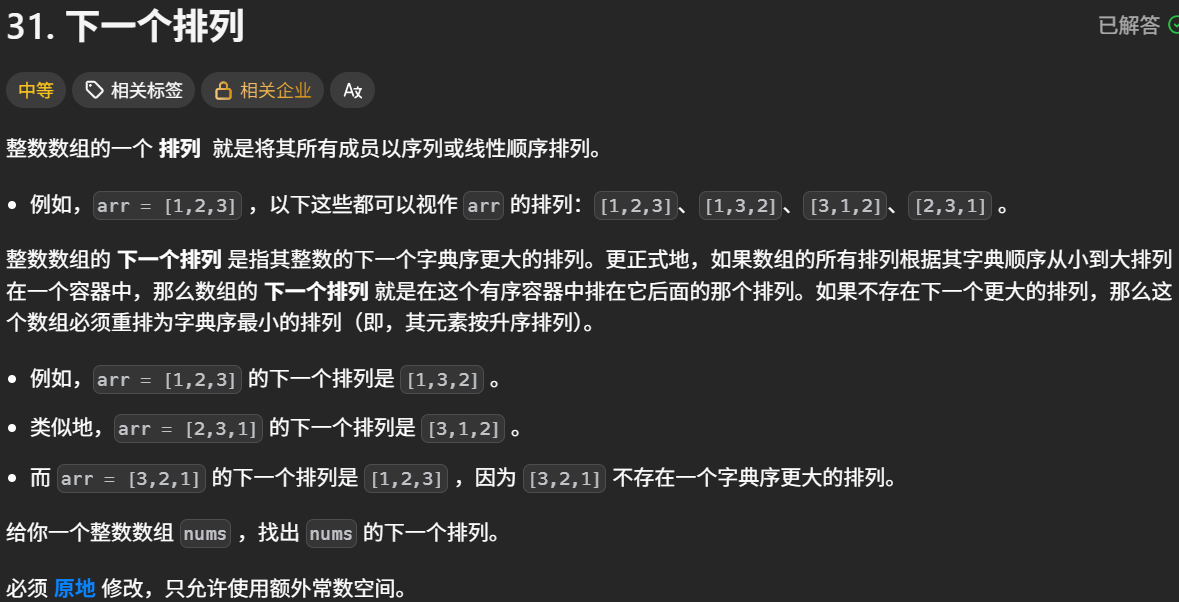 31. 下一个排列
已解答
中等 相关标签 相关企业 A文
整数数组的一个 排列 就是将其所有成员以序列或线性顺序排列。
• 例如，arr = [1,2,3] ，以下这些都可以视作 arr 的排列：[1,2,3]、[1,3,2]、[3,1,2]、[2,3,1] 。
整数数组的 下一个排列 是指其整数的下一个字典序更大的排列。更正式地，如果数组的所有排列根据其字典顺序从小到大排列
在一个容器中，那么数组的 下一个排列 就是在这个有序容器中排在它后面的那个排列。如果不存在下一个更大的排列，那么这
个数组必须重排为字典序最小的排列（即，其元素按升序排列）。
• 例如，arr = [1,2,3] 的下一个排列是 [1,3,2] 。
• 类似地，arr = [2,3,1] 的下一个排列是 [3,1,2] 。
• 而 arr = [3,2,1] 的下一个排列是 [1,2,3] ，因为 [3,2,1] 不存在一个字典序更大的排列。
给你一个整数数组 nums ，找出 nums 的下一个排列。
必须 原地 修改，只允许使用额外常数空间。